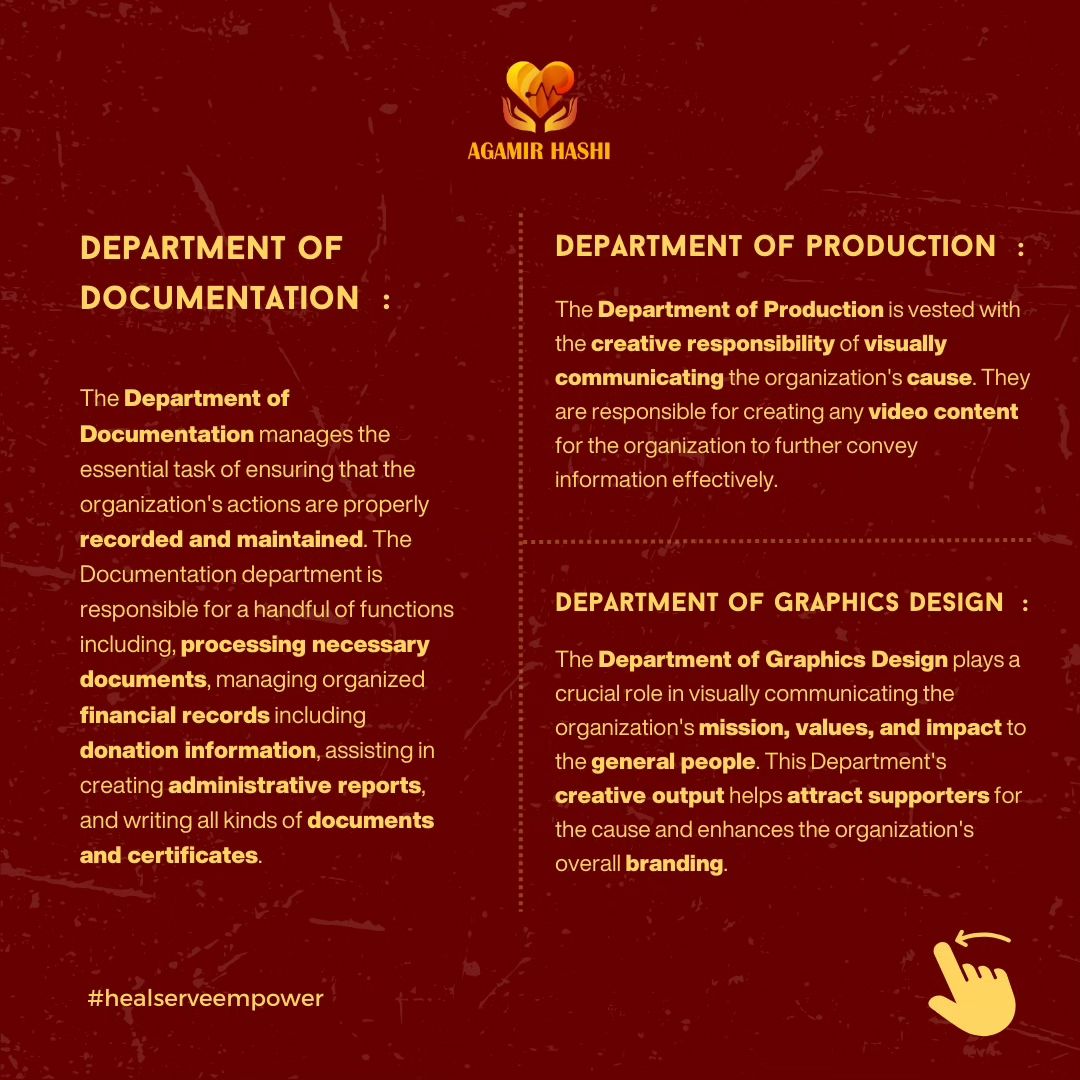 AGAMIR HASHI
DEPARTMENT OF
DOCUMENTATION :
The Department of
Documentation manages the
essential task of ensuring that the
organization's actions are properly
recorded and maintained. The
Documentation department is
responsible for a handful of functions
including, processing necessary
documents, managing organized
financial records including
donation information, assisting in
creating administrative reports,
and writing all kinds of documents
and certificates.
DEPARTMENT OF PRODUCTION :
The Department of Production is vested with
the creative responsibility of visually
communicating the organization's cause. They
are responsible for creating any video content
for the organization to further convey
information effectively.
DEPARTMENT OF GRAPHICS DESIGN :
The Department of Graphics Design plays a
crucial role in visually communicating the
organization's mission, values, and impact to
the general people. This Department's
creative output helps attract supporters for
the cause and enhances the organization's
overall branding.
#healserveempower